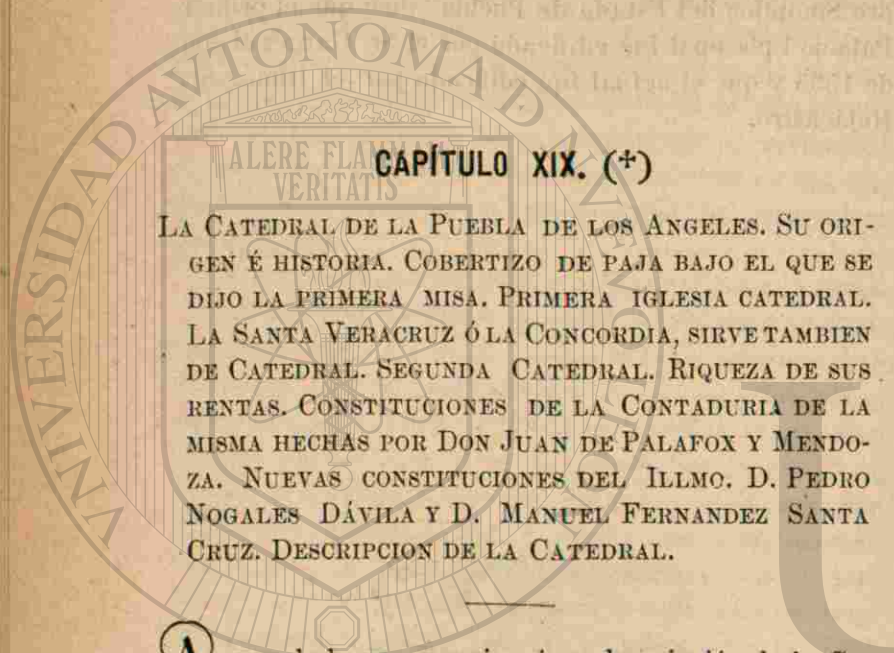 CAPÍTULO XIX. (+)
LA CATEDRAL DE LA PUEBLA DE LOS ANGELES. SU ORI-
GEN É HISTORIA. COBERTIZO DE PAJA BAJO EL QUE SE
DIJO LA PRIMERA MISA. PRIMERA IGLESIA CATEDRAL.
LA SANTA VERACRUZ Ó LA CONCORDIA, SIRVE TAMBIEN
DE CATEDRAL. SEGUNDA CATEDRAL. RIQUEZA DE SUS
RENTAS. CONSTITUCIONES DE LA CONTADURIA DE LA
MISMA HECHAS POR DON JUAN DE PALAFOX Y MENDO-
ZA. NUEVAS CONSTITUCIONES DEL ILLMO. D. PEDRO
NOGALES DÁVILA Y D. MANUEL FERNANDEZ SANTA
CRUZ. DESCRIPCION DE LA CATEDRAL.
ALERE FLAMMAM
VERITATIS